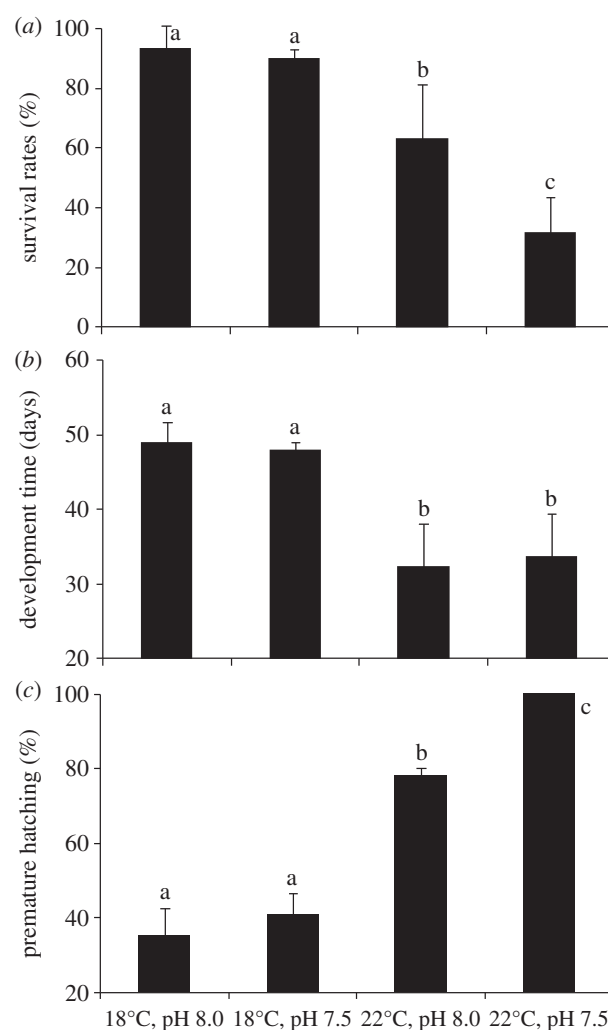 (a)
survival rates (%)
100
80
60
40
20
0
a
a
b
c
(b)
development time (days)
60
50
40
30
20
a
a
b
b
(c)
premature hatching (%)
100
80
60
40
20
a
a
b
c
18°C, pH 8.0 18°C, pH 7.5 22°C, pH 8.0 22°C, pH 7.5